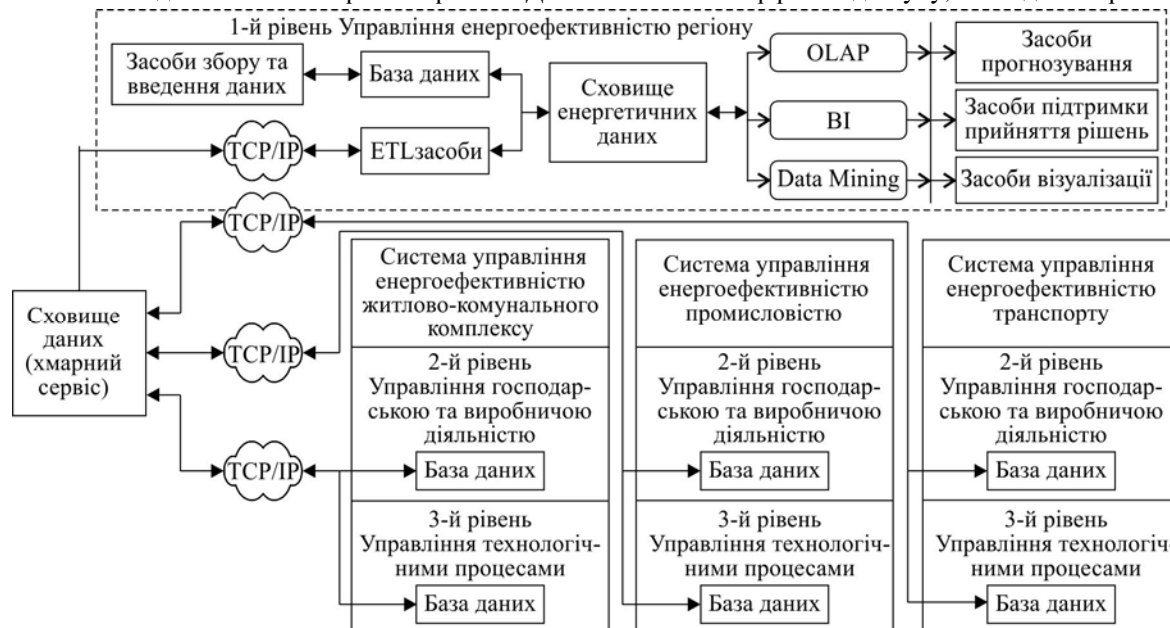 1-й рівень Управління енергоефективністю регіону
Засоби збору та
введення даних
База даних
TCP/IP
ETLзасоби
Сховище
енергетичних
даних
OLAP
BI
Data Mining
Засоби
прогнозування
Засоби підтримки
прийняття рішень
Засоби візуалізації
TCP/IP
Сховище
даних
(хмарний
сервіс)
TCP/IP
TCP/IP
Система управління
енергоефективністю
житлово-комунального
комплексу
2-й рівень
Управління господар-
ською та виробничою
діяльністю
База даних
3-й рівень
Управління технологіч-
ними процесами
База даних
Система управління
енергоефективністю
промисловістю
2-й рівень
Управління господар-
ською та виробничою
діяльністю
База даних
3-й рівень
Управління технологіч-
ними процесами
База даних
Система управління
енергоефективністю
транспорту
2-й рівень
Управління господар-
ською та виробничою
діяльністю
База даних
3-й рівень
Управління технологіч-
ними процесами
База даних